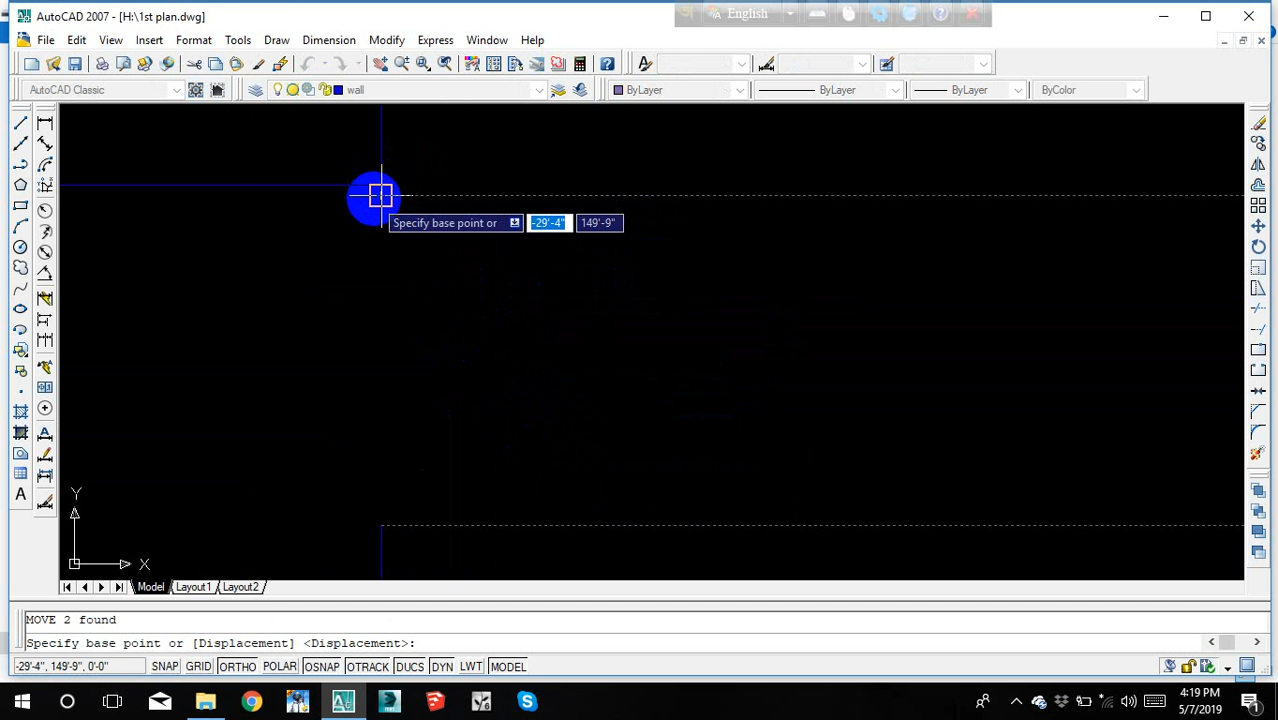 AutoCAD 2007 - [H:\1st plan.dwg]
English
File Edit View Insert Format Tools Draw Dimension Modify Express Window Help
AutoCAD Classic wall ByLayer ByLayer ByLayer ByColor
Specify base point or -29'-4" 149'-9"
Y
X
Model Layout1 Layout2
MOVE 2 found
Specify base point or [Displacement] <Displacement>:
-29'-4", 149'-9", 0'-0" SNAP GRID ORTHO POLAR OSNAP OTRACK DUCS DYN LWT MODEL
4:19 PM
5/7/2019